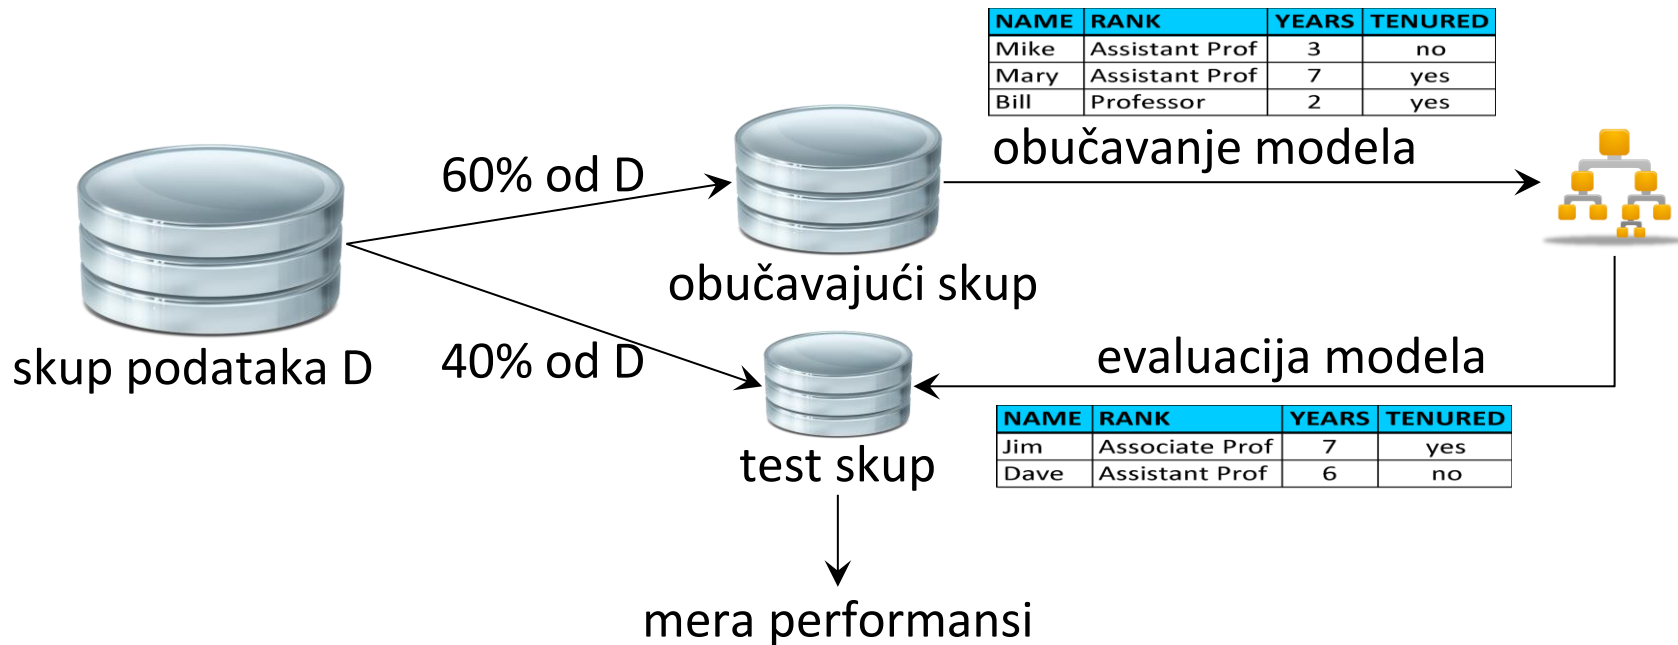 NAME RANK YEARS TENURED
Mike Assistant Prof 3 no
Mary Assistant Prof 7 yes
Bill Professor 2 yes
60% od D
obučavanje modela
obučavajući skup
skup podataka D
40% od D
evaluacija modela
NAME RANK YEARS TENURED
Jim Associate Prof 7 yes
Dave Assistant Prof 6 no
test skup
mera performansi